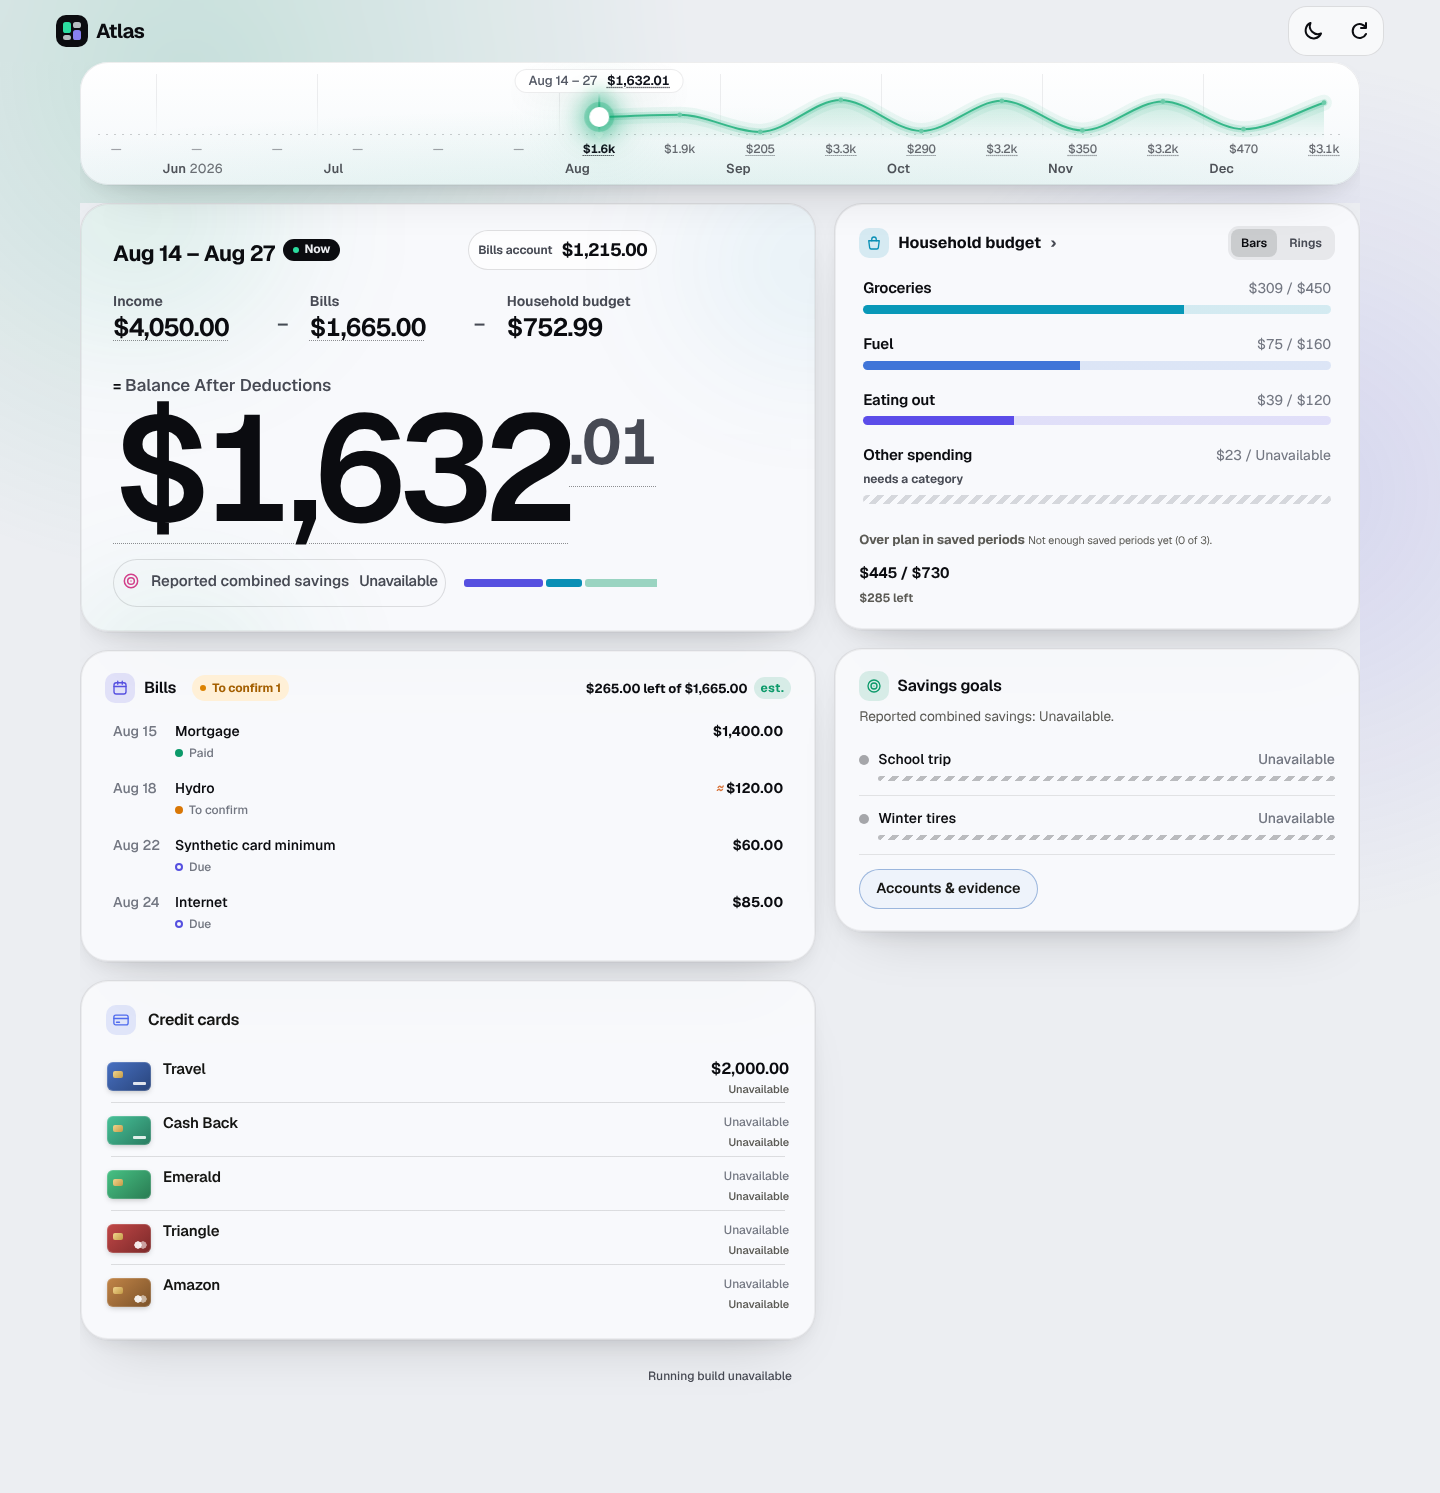 Atlas
Aug 14 – 27 $1,632.01
— — — — — — $1.6k $1.9k $205 $3.3k $290 $3.2k $350 $3.2k $470 $3.1k
Jun 2026 Jul Aug Sep Oct Nov Dec
Aug 14 – Aug 27 Now
Bills account $1,215.00
Income Bills Household budget
$4,050.00 – $1,665.00 – $752.99
= Balance After Deductions
$1,632.01
Reported combined savings Unavailable
Household budget ›
Bars Rings
Groceries $309 / $450
Fuel $75 / $160
Eating out $39 / $120
Other spending $23 / Unavailable
needs a category
Over plan in saved periods Not enough saved periods yet (0 of 3).
$445 / $730
$285 left
Bills To confirm 1 $265.00 left of $1,665.00 est.
Aug 15 Mortgage $1,400.00
Paid
Aug 18 Hydro ≈$120.00
To confirm
Aug 22 Synthetic card minimum $60.00
Due
Aug 24 Internet $85.00
Due
Savings goals
Reported combined savings: Unavailable.
School trip Unavailable
Winter tires Unavailable
Accounts & evidence
Credit cards
Travel $2,000.00
Unavailable
Cash Back Unavailable
Unavailable
Emerald Unavailable
Unavailable
Triangle Unavailable
Unavailable
Amazon Unavailable
Unavailable
Running build unavailable